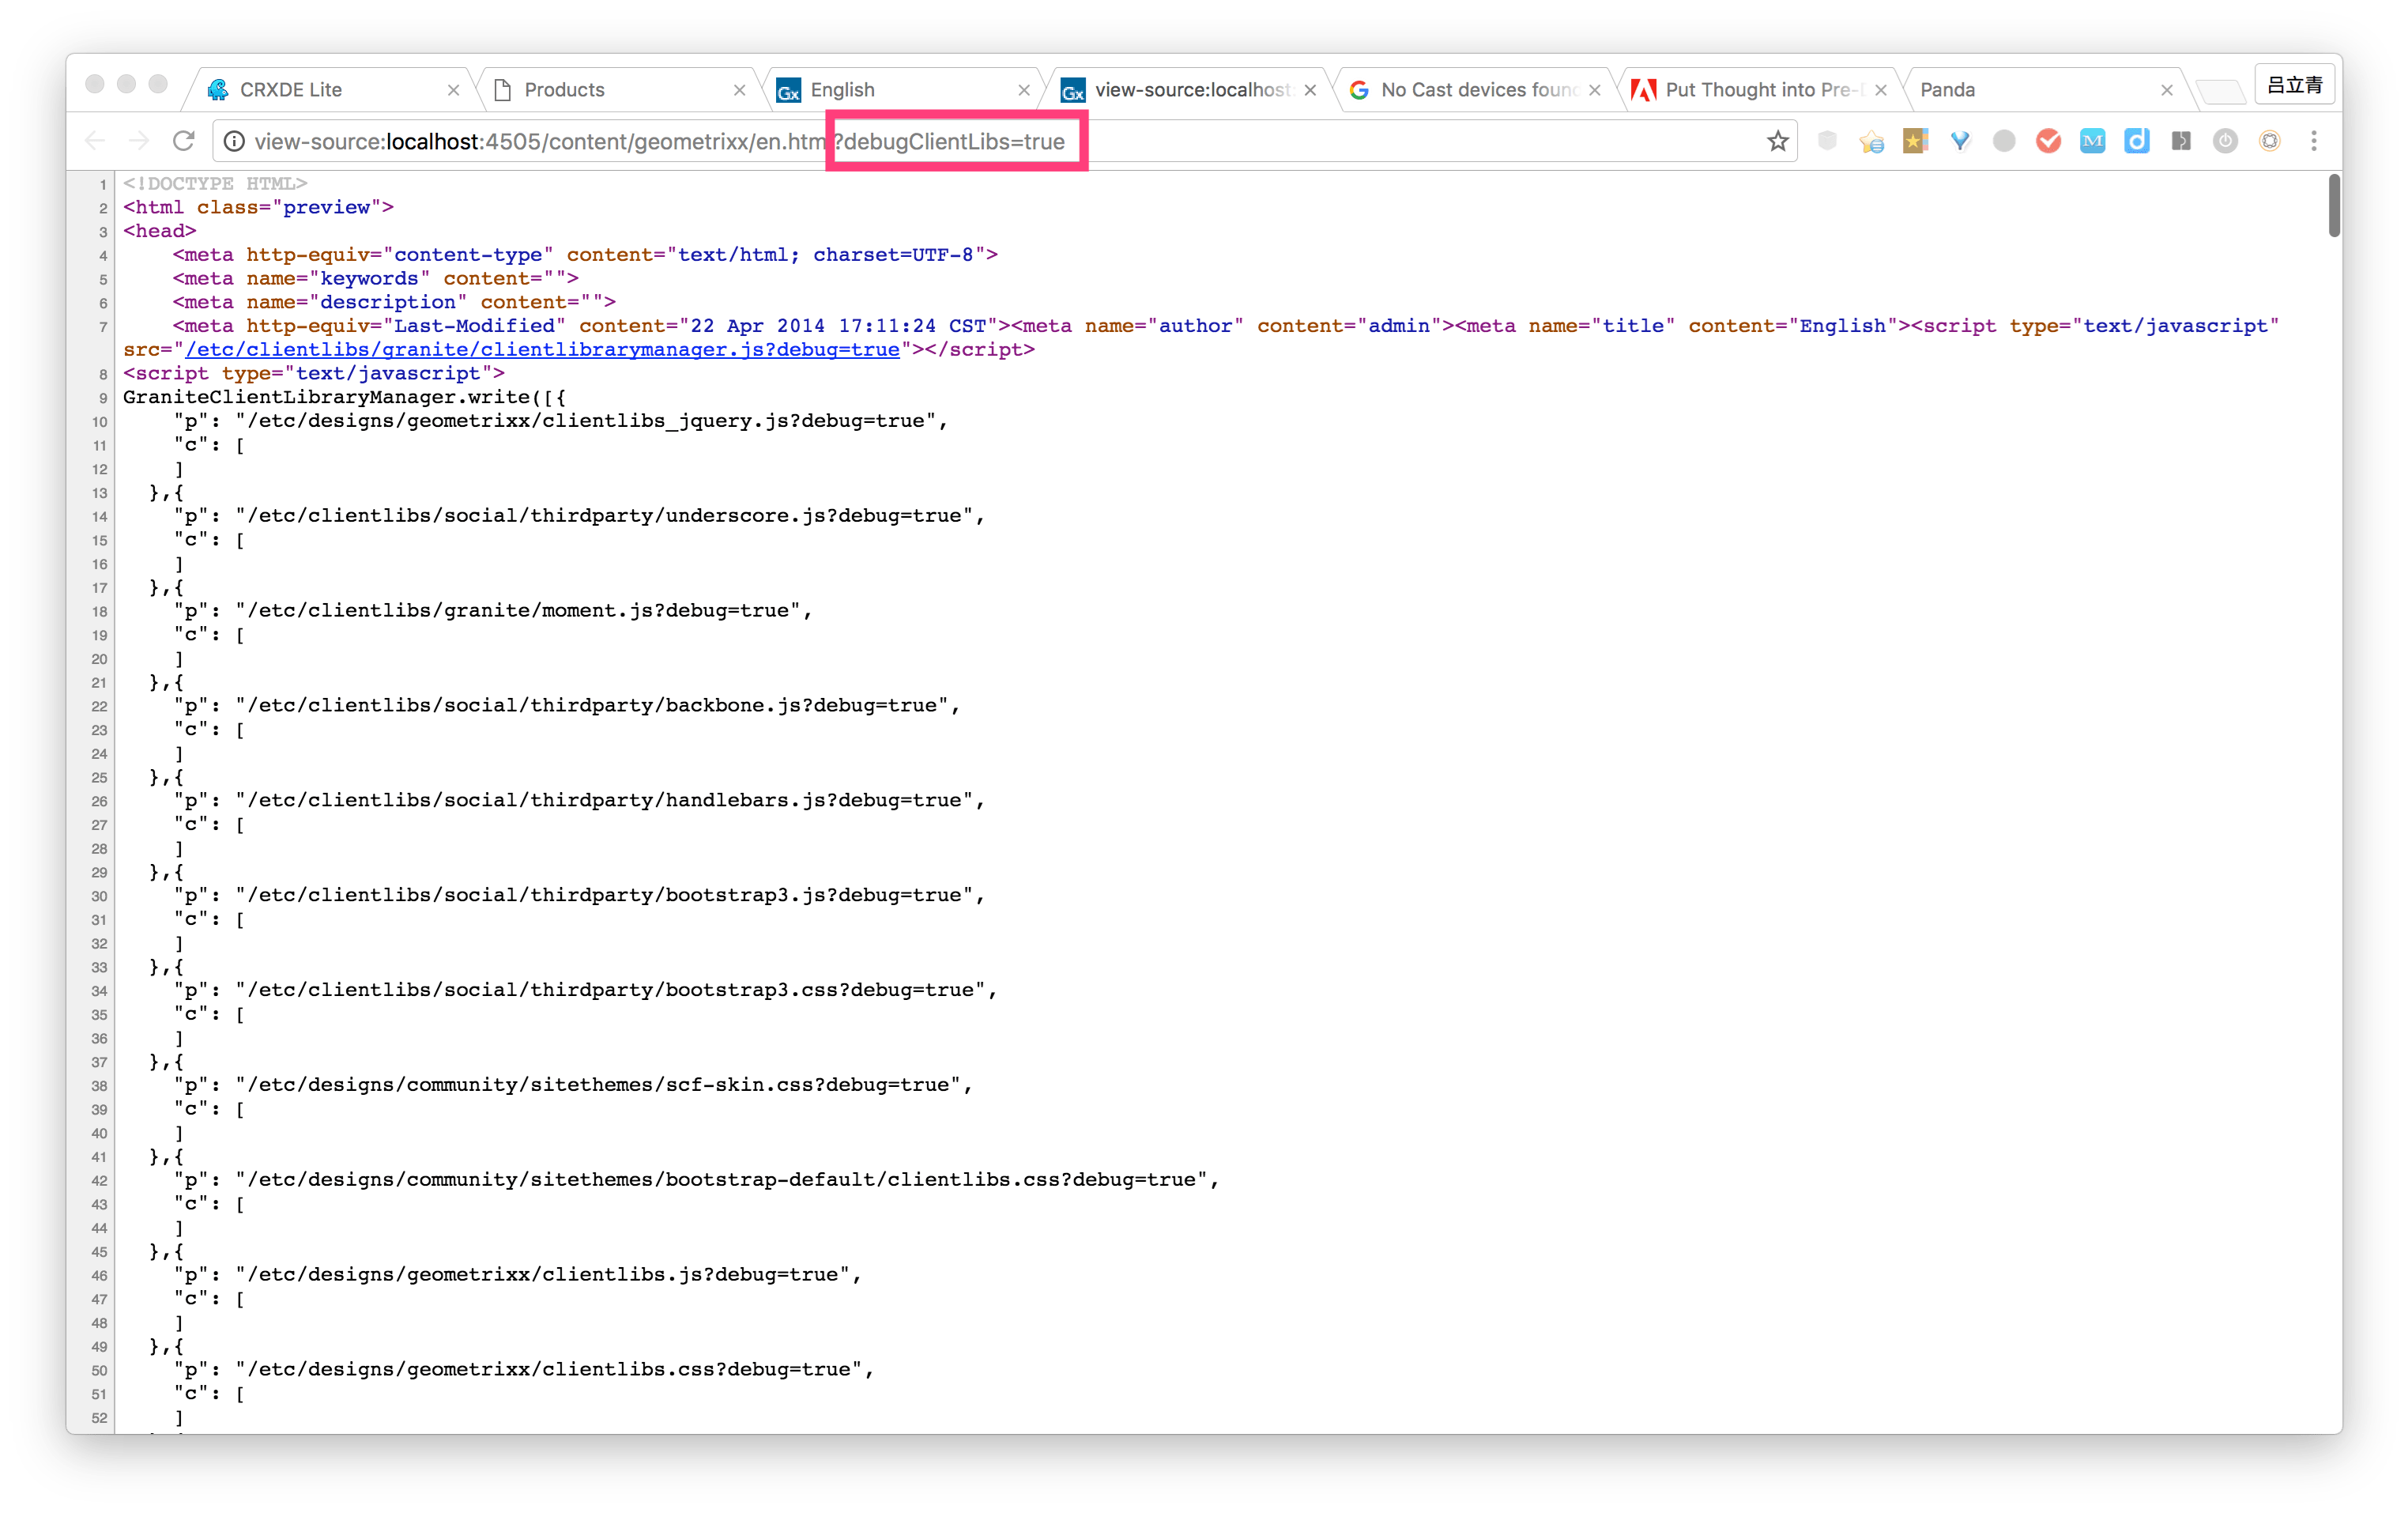 CRXDE Lite
Products
Gx English
Gx view-source:localhost:
No Cast devices found
Put Thought into Pre-D
Panda
吕立青
view-source:localhost:4505/content/geometrixx/en.htm?debugClientLibs=true
M d
1 <!DOCTYPE HTML>
2 <html class="preview">
3 <head>
4 <meta http-equiv="content-type" content="text/html; charset=UTF-8">
5 <meta name="keywords" content="">
6 <meta name="description" content="">
7 <meta http-equiv="Last-Modified" content="22 Apr 2014 17:11:24 CST"><meta name="author" content="admin"><meta name="title" content="English"><script type="text/javascript"
src="/etc/clientlibs/granite/clientlibrarymanager.js?debug=true"></script>
8 <script type="text/javascript">
9 GraniteClientLibraryManager.write([{
10 "p": "/etc/designs/geometrixx/clientlibs_jquery.js?debug=true",
11 "c": [
12 ]
13 },{
14 "p": "/etc/clientlibs/social/thirdparty/underscore.js?debug=true",
15 "c": [
16 ]
17 },{
18 "p": "/etc/clientlibs/granite/moment.js?debug=true",
19 "c": [
20 ]
21 },{
22 "p": "/etc/clientlibs/social/thirdparty/backbone.js?debug=true",
23 "c": [
24 ]
25 },{
26 "p": "/etc/clientlibs/social/thirdparty/handlebars.js?debug=true",
27 "c": [
28 ]
29 },{
30 "p": "/etc/clientlibs/social/thirdparty/bootstrap3.js?debug=true",
31 "c": [
32 ]
33 },{
34 "p": "/etc/clientlibs/social/thirdparty/bootstrap3.css?debug=true",
35 "c": [
36 ]
37 },{
38 "p": "/etc/designs/community/sitethemes/scf-skin.css?debug=true",
39 "c": [
40 ]
41 },{
42 "p": "/etc/designs/community/sitethemes/bootstrap-default/clientlibs.css?debug=true",
43 "c": [
44 ]
45 },{
46 "p": "/etc/designs/geometrixx/clientlibs.js?debug=true",
47 "c": [
48 ]
49 },{
50 "p": "/etc/designs/geometrixx/clientlibs.css?debug=true",
51 "c": [
52 ]